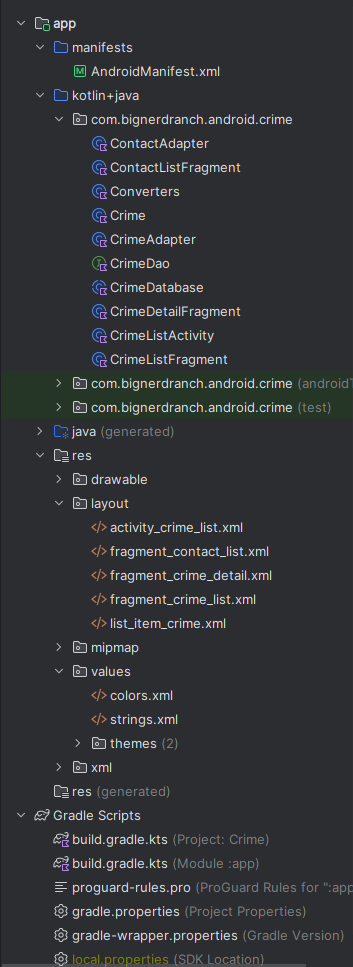 app
manifests
AndroidManifest.xml
kotlin+java
com.bignerdranch.android.crime
ContactAdapter
ContactListFragment
Converters
Crime
CrimeAdapter
CrimeDao
CrimeDatabase
CrimeDetailFragment
CrimeListActivity
CrimeListFragment
com.bignerdranch.android.crime (androidT
com.bignerdranch.android.crime (test)
java (generated)
res
drawable
layout
activity_crime_list.xml
fragment_contact_list.xml
fragment_crime_detail.xml
fragment_crime_list.xml
list_item_crime.xml
mipmap
values
colors.xml
strings.xml
themes (2)
xml
res (generated)
Gradle Scripts
build.gradle.kts (Project: Crime)
build.gradle.kts (Module :app)
proguard-rules.pro (ProGuard Rules for ":app
gradle.properties (Project Properties)
gradle-wrapper.properties (Gradle Version)
local.properties (SDK Location)